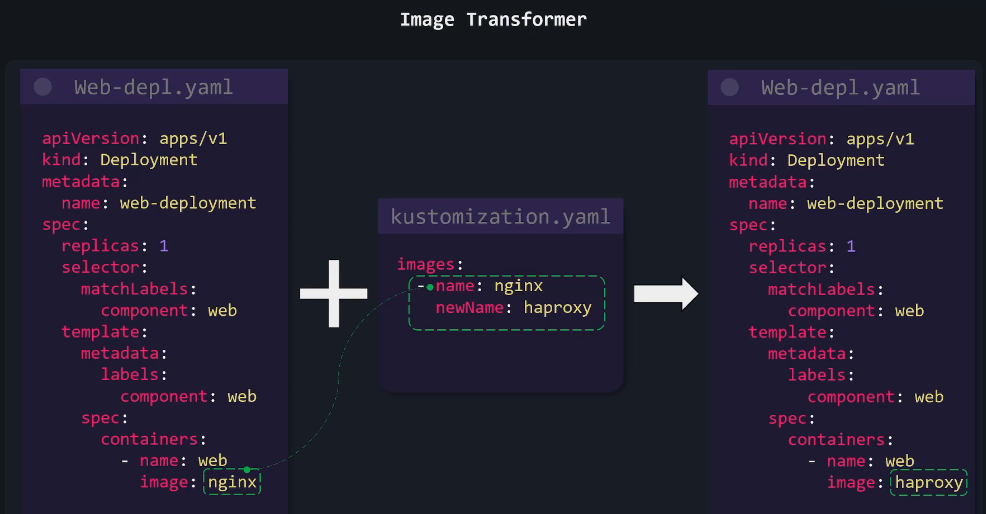 Image Transformer
Web-depl.yaml
apiVersion: apps/v1
kind: Deployment
metadata:
  name: web-deployment
spec:
  replicas: 1
  selector:
    matchLabels:
      component: web
  template:
    metadata:
      labels:
        component: web
    spec:
      containers:
        - name: web
          image: nginx
kustomization.yaml
images:
  - name: nginx
    newName: haproxy
Web-depl.yaml
apiVersion: apps/v1
kind: Deployment
metadata:
  name: web-deployment
spec:
  replicas: 1
  selector:
    matchLabels:
      component: web
  template:
    metadata:
      labels:
        component: web
    spec:
      containers:
        - name: web
          image: haproxy